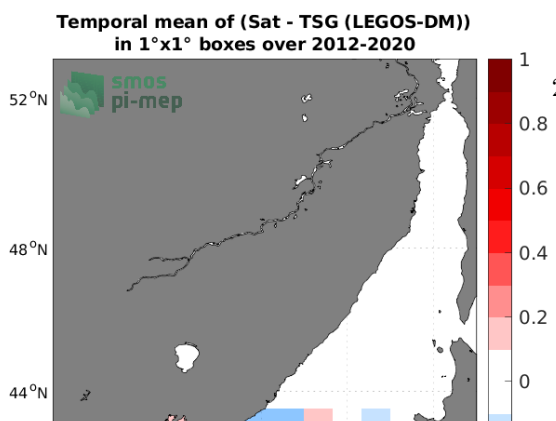 Temporal mean of (Sat - TSG (LEGOS-DM))
in 1°x1° boxes over 2012-2020
smos
pi-mep
52°N
48°N
44°N
1
0.8
0.6
0.4
0.2
0